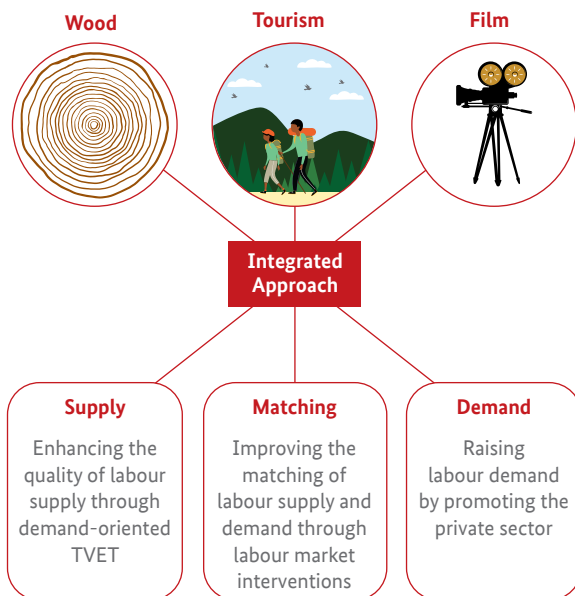 Wood
Tourism
Film
Integrated
Approach
Supply
Enhancing the
quality of labour
supply through
demand-oriented
TVET
Matching
Improving the
matching of
labour supply and
demand through
labour market
interventions
Demand
Raising
labour demand
by promoting the
private sector